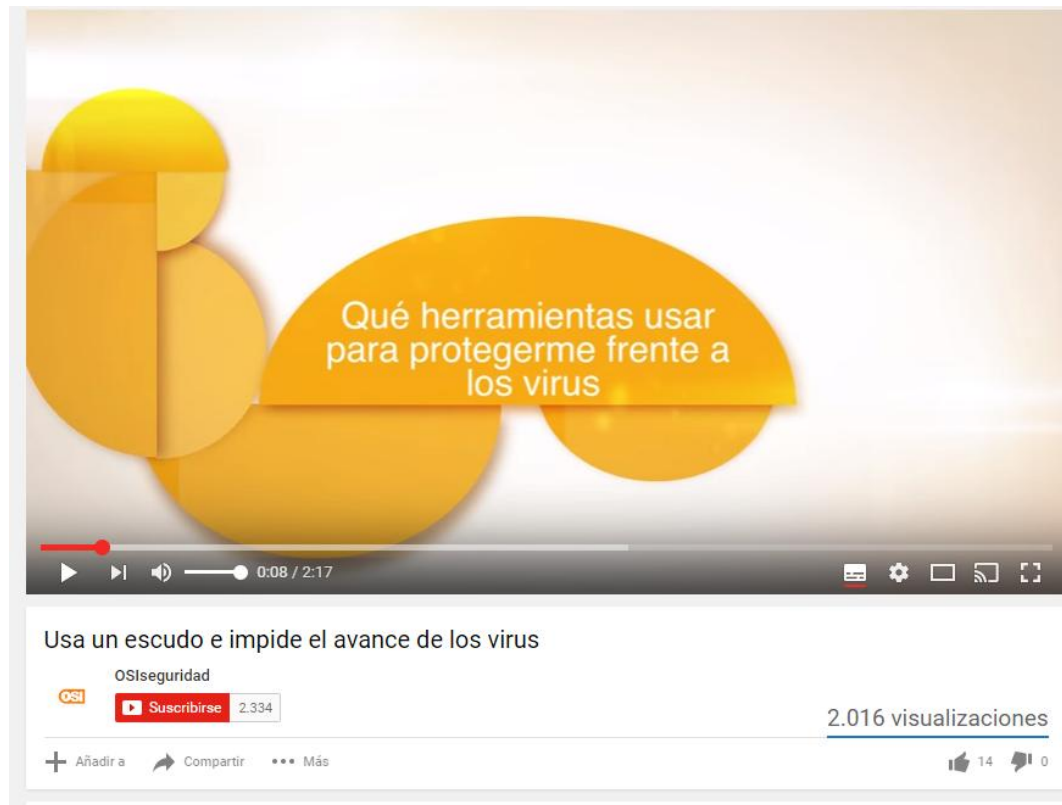 Qué herramientas usar
para protegerme frente a
los virus
0:08 / 2:17
Usa un escudo e impide el avance de los virus
OSIseguridad
OSI
Suscribirse 2.334
2.016 visualizaciones
Añadir a Compartir Más
14 0